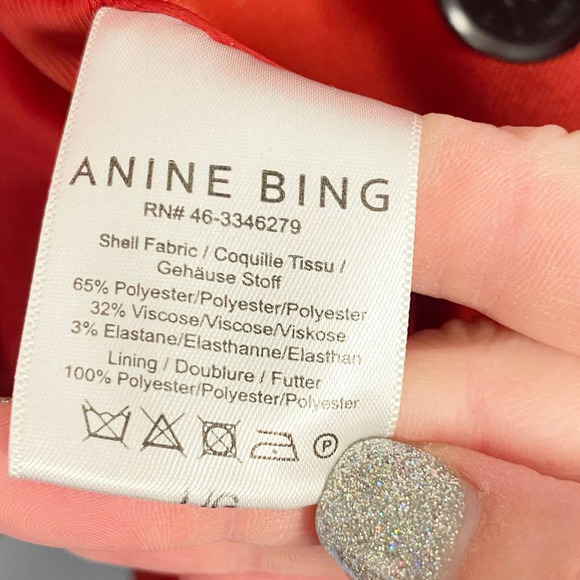 ANINE BING
RN# 46-3346279
Shell Fabric / Coquilie Tissu /
Gehäuse Stoff
65% Polyester/Polyester/Polyester
32% Viscose/Viscose/Viskose
3% Elastane/Elasthanne/Elasthan
Lining / Doublure / Futter
100% Polyester/Polyester/Polyester
P